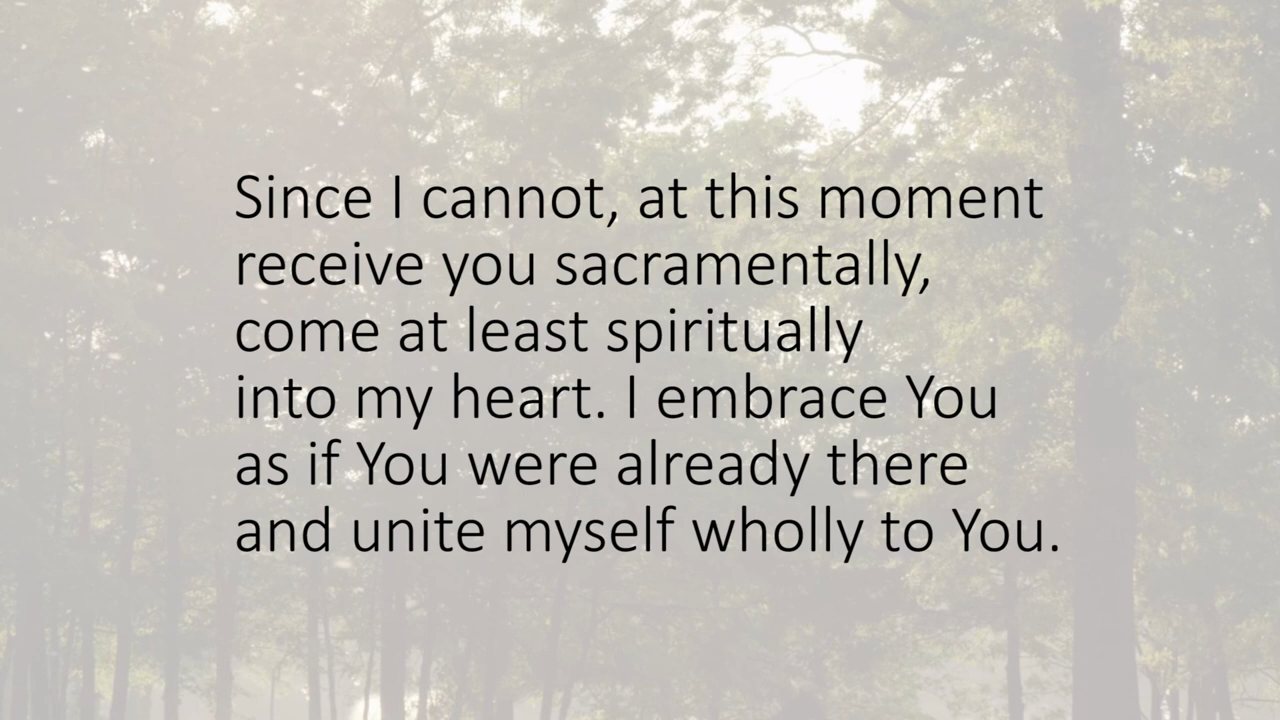 Since I cannot, at this moment
receive you sacramentally,
come at least spiritually
into my heart. I embrace You
as if You were already there
and unite myself wholly to You.